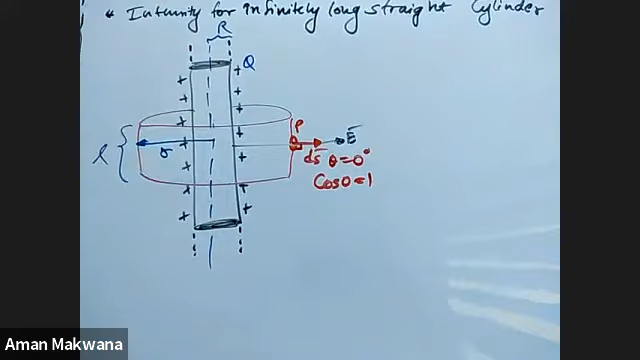 * Intensity for infinitely long straight Cylinder
R
Q
P
l
r
ds
E
θ=0°
Cosθ=1
Aman Makwana